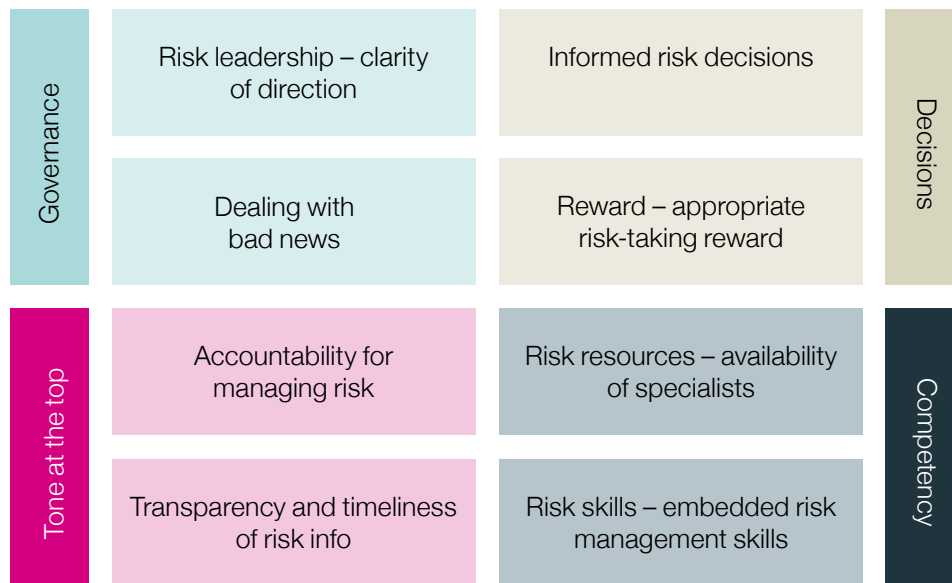 Governance
Risk leadership – clarity
of direction
Informed risk decisions
Decisions
Dealing with
bad news
Reward – appropriate
risk-taking reward
Tone at the top
Accountability for
managing risk
Risk resources – availability
of specialists
Competency
Transparency and timeliness
of risk info
Risk skills – embedded risk
management skills